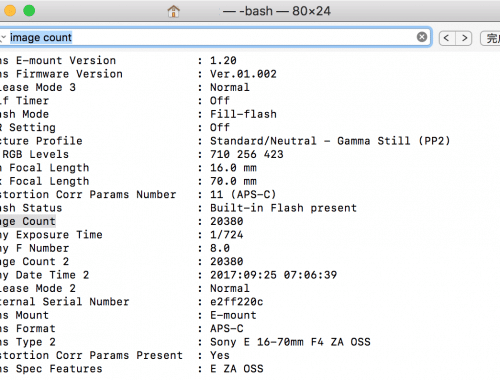 — -bash — 80×24
image count
完成
ns E-mount Version : 1.20
ns Firmware Version : Ver.01.002
lease Mode 3 : Normal
lf Timer : Off
ash Mode : Fill-flash
R Setting : Off
cture Profile : Standard/Neutral - Gamma Still (PP2)
RGB Levels : 710 256 423
n Focal Length : 16.0 mm
x Focal Length : 70.0 mm
stortion Corr Params Number : 11 (APS-C)
ash Status : Built-in Flash present
age Count : 20380
ny Exposure Time : 1/724
ny F Number : 8.0
age Count 2 : 20380
ny Date Time 2 : 2017:09:25 07:06:39
lease Mode 2 : Normal
ternal Serial Number : e2ff220c
ns Mount : E-mount
ns Format : APS-C
ns Type 2 : Sony E 16-70mm F4 ZA OSS
stortion Corr Params Present : Yes
ns Spec Features : E ZA OSS